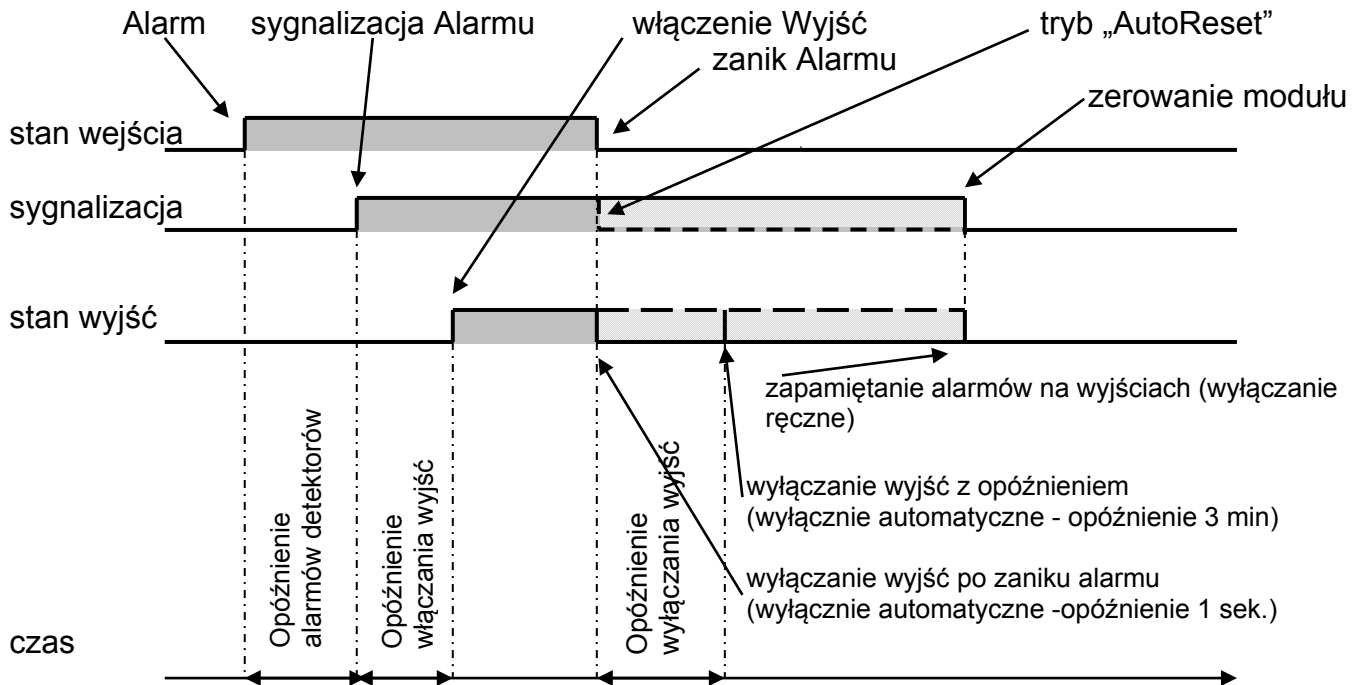 Alarm
sygnalizacja Alarmu
włączenie Wyjść
tryb „AutoReset”
zanik Alarmu
zerowanie modułu
stan wejścia
sygnalizacja
stan wyjść
zapamiętanie alarmów na wyjściach (wyłączanie
ręczne)
Opóźnienie
alarmów detektorów
Opóźnienie
włączania wyjść
Opóźnienie
wyłączania wyjść
wyłączanie wyjść z opóźnieniem
(wyłącznie automatyczne - opóźnienie 3 min)
wyłączanie wyjść po zaniku alarmu
(wyłącznie automatyczne -opóźnienie 1 sek.)
czas